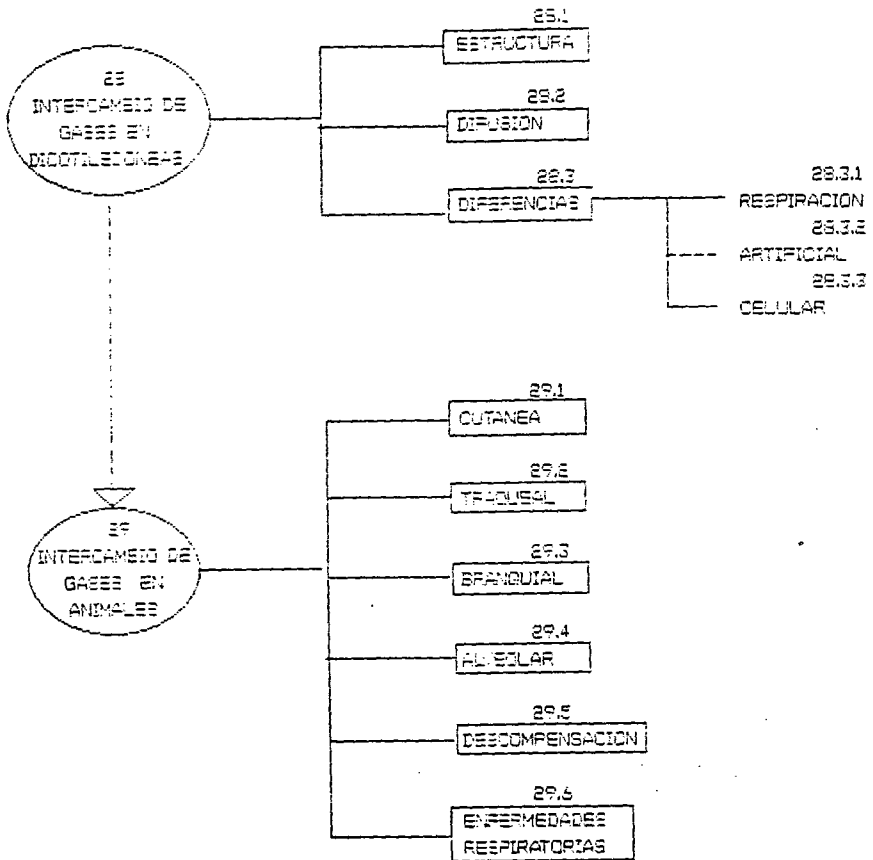 28
INTERCAMBIO DE
GASES EN
DICOTILEDONEAS
28.1
ESTRUCTURA
28.2
DIFUSION
28.3
DIFERENCIAS
28.3.1
RESPIRACION
28.3.2
ARTIFICIAL
28.3.3
CELULAR
29
INTERCAMBIO DE
GASES EN
ANIMALES
29.1
CUTANEA
29.2
TRAQUEAL
29.3
BRANQUIAL
29.4
ALVEOLAR
29.5
DESCOMPENSACION
29.6
ENFERMEDADES
RESPIRATORIAS